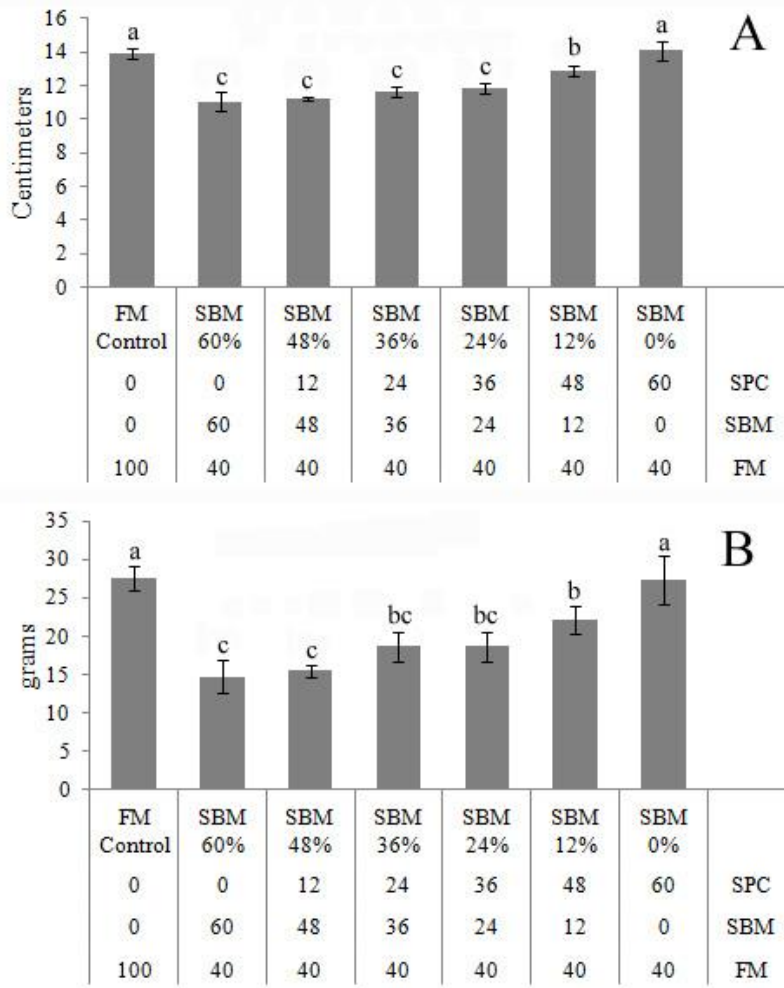 A
Centimeters
16
14
12
10
8
6
4
2
0
a c c c c b a
FM Control SBM 60% SBM 48% SBM 36% SBM 24% SBM 12% SBM 0%
0 0 12 24 36 48 60 SPC
0 60 48 36 24 12 0 SBM
100 40 40 40 40 40 40 FM
B
grams
35
30
25
20
15
10
5
0
a c c bc bc b a
FM Control SBM 60% SBM 48% SBM 36% SBM 24% SBM 12% SBM 0%
0 0 12 24 36 48 60 SPC
0 60 48 36 24 12 0 SBM
100 40 40 40 40 40 40 FM